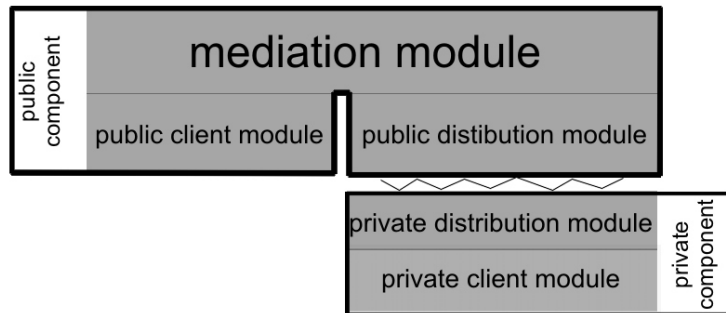 public
component
mediation module
public client module
public distibution module
private distribution module
private client module
private
component